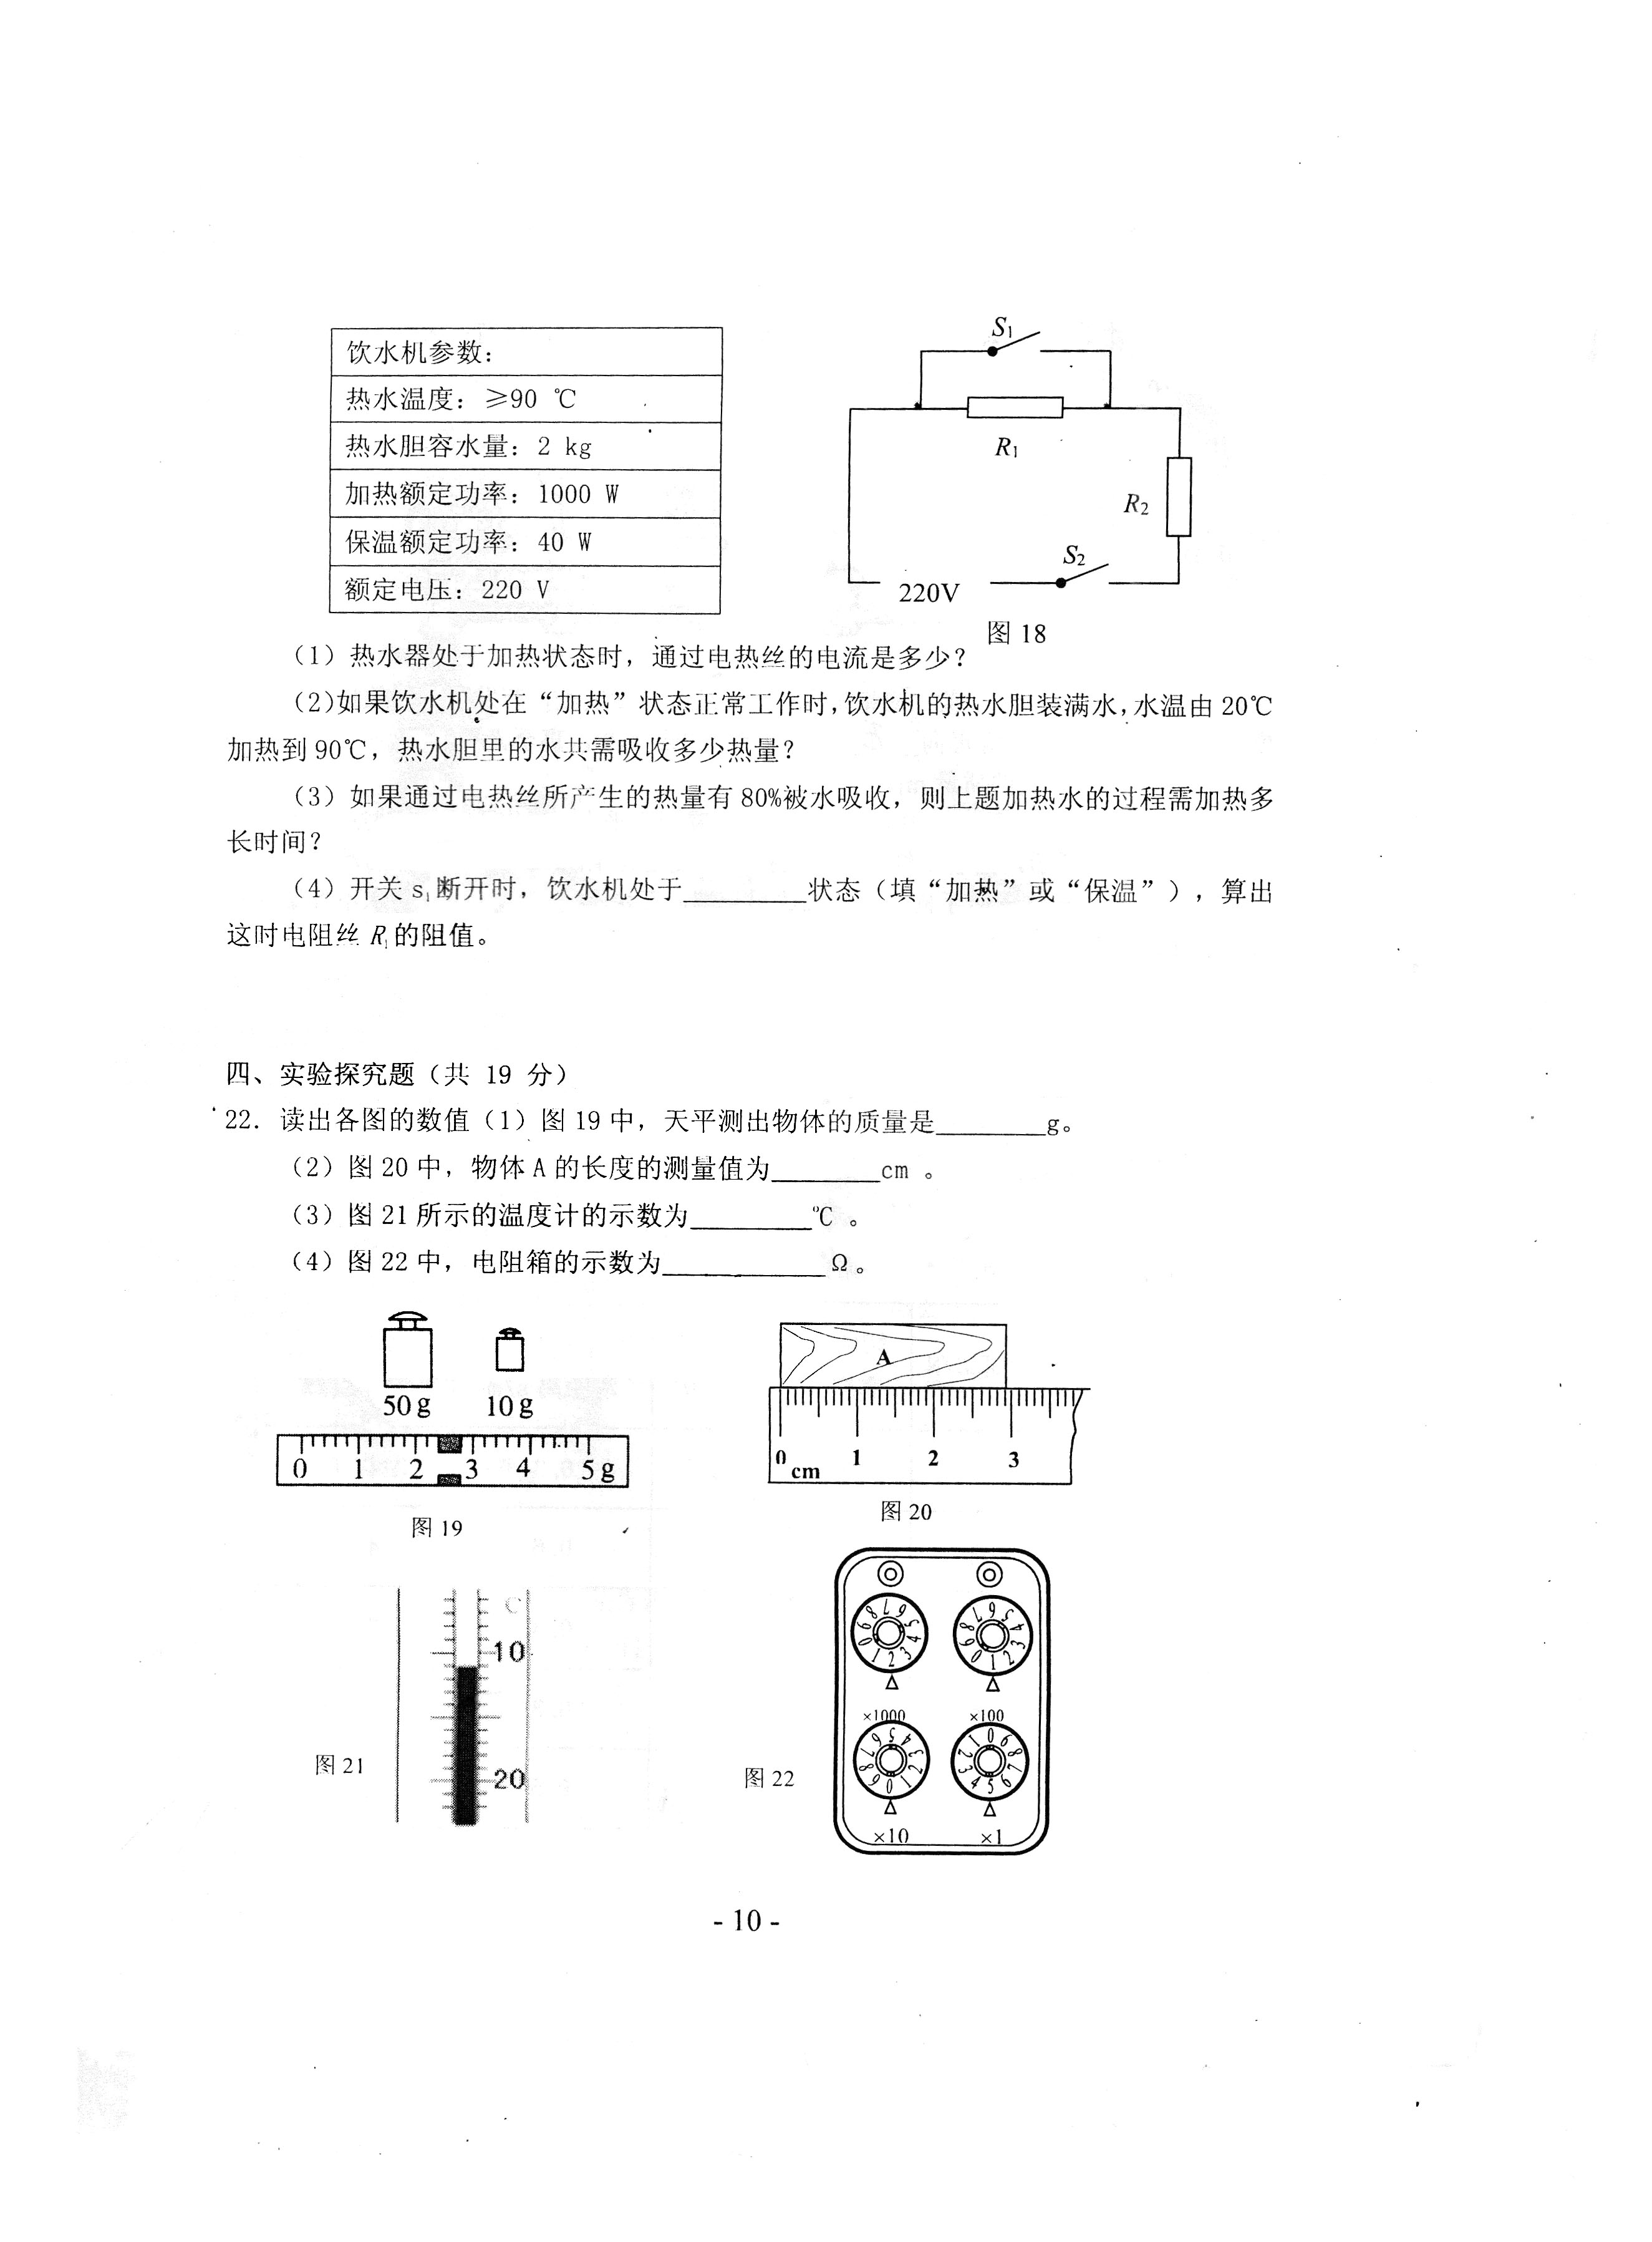 饮水机参数：
热水温度：≥90 ℃
热水胆容水量：2 kg
加热额定功率：1000 W
保温额定功率：40 W
额定电压：220 V
S1
R1
R2
S2
220V
图 18
（1）热水器处于加热状态时，通过电热丝的电流是多少？
（2）如果饮水机处在“加热”状态正常工作时，饮水机的热水胆装满水，水温由 20℃
加热到 90℃，热水胆里的水共需吸收多少热量？
（3）如果通过电热丝所产生的热量有 80%被水吸收，则上题加热水的过程需加热多
长时间？
（4）开关 s1断开时，饮水机处于________状态（填“加热”或“保温”），算出
这时电阻丝 R1的阻值。
四、实验探究题（共 19 分）
22．读出各图的数值（1）图 19 中，天平测出物体的质量是________g。
（2）图 20 中，物体 A 的长度的测量值为________cm 。
（3）图 21 所示的温度计的示数为________℃ 。
（4）图 22 中，电阻箱的示数为____________Ω。
50 g 10 g
0 1 2 3 4 5 g
图 19
A
0 1 2 3
cm
图 20
C
10
20
图 21
×1000 ×100
×10 ×1
图 22
- 10 -